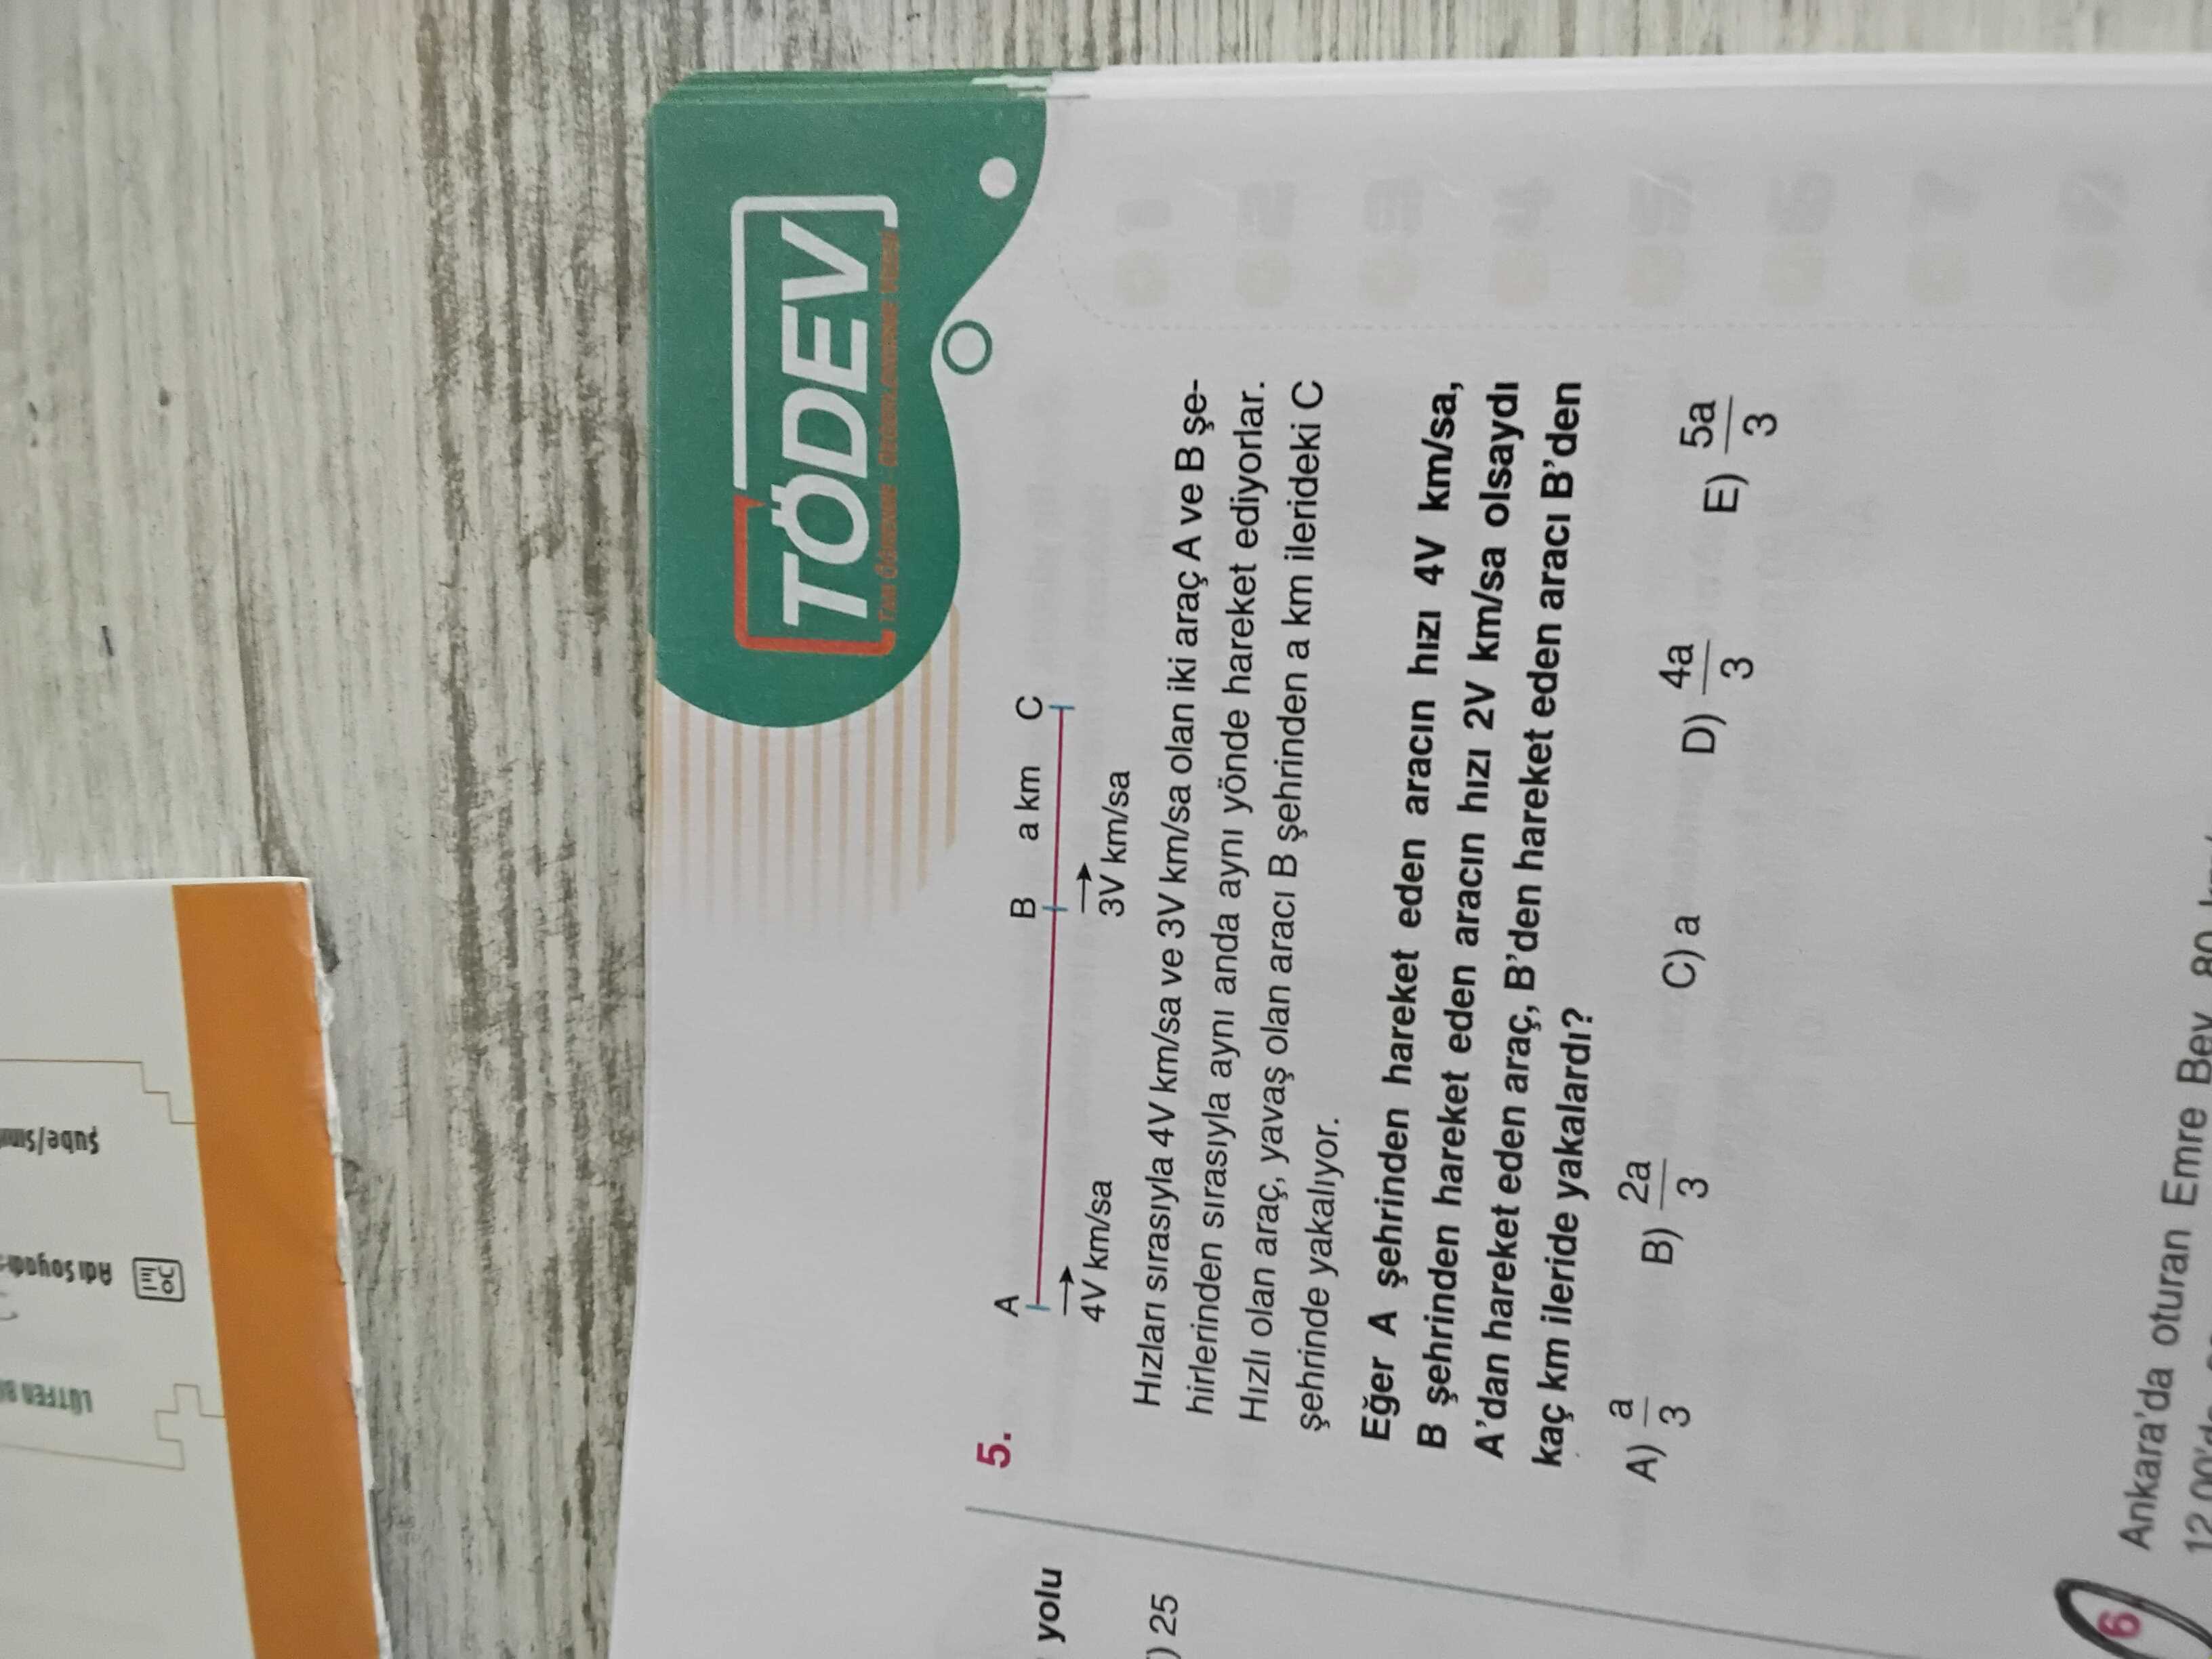 TÖDEV
yolu
) 25
5.
A B a km C
4V km/sa 3V km/sa
Hızları sırasıyla 4V km/sa ve 3V km/sa olan iki araç A ve B şe-
hirlerinden sırasıyla aynı anda aynı yönde hareket ediyorlar.
Hızlı olan araç, yavaş olan aracı B şehrinden a km ilerideki C
şehrinde yakalıyor.
Eğer A şehrinden hareket eden aracın hızı 4V km/sa,
B şehrinden hareket eden aracın hızı 2V km/sa olsaydı
A'dan hareket eden araç, B'den hareket eden aracı B'den
kaç km ileride yakalardı?
A) a/3 B) 2a/3 C) a D) 4a/3 E) 5a/3
6
Ankara'da oturan Emre Bey, 80
Adı Soyadı
LÜTFEN